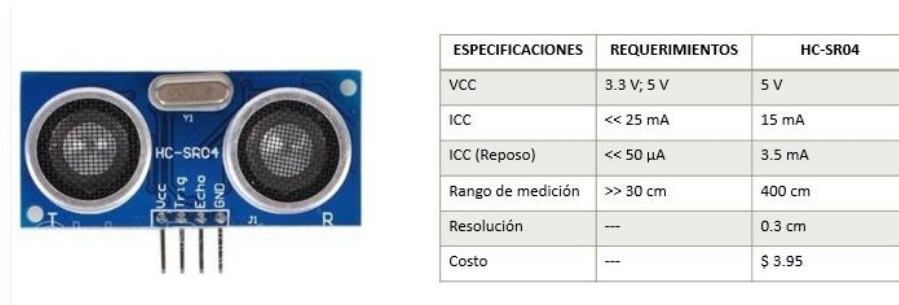 Y1
HC-SR04
Vcc
Trig
Echo
GND
T
J1
R
ESPECIFICACIONES REQUERIMIENTOS HC-SR04
VCC 3.3 V; 5 V 5 V
ICC << 25 mA 15 mA
ICC (Reposo) << 50 µA 3.5 mA
Rango de medición >> 30 cm 400 cm
Resolución --- 0.3 cm
Costo --- $ 3.95